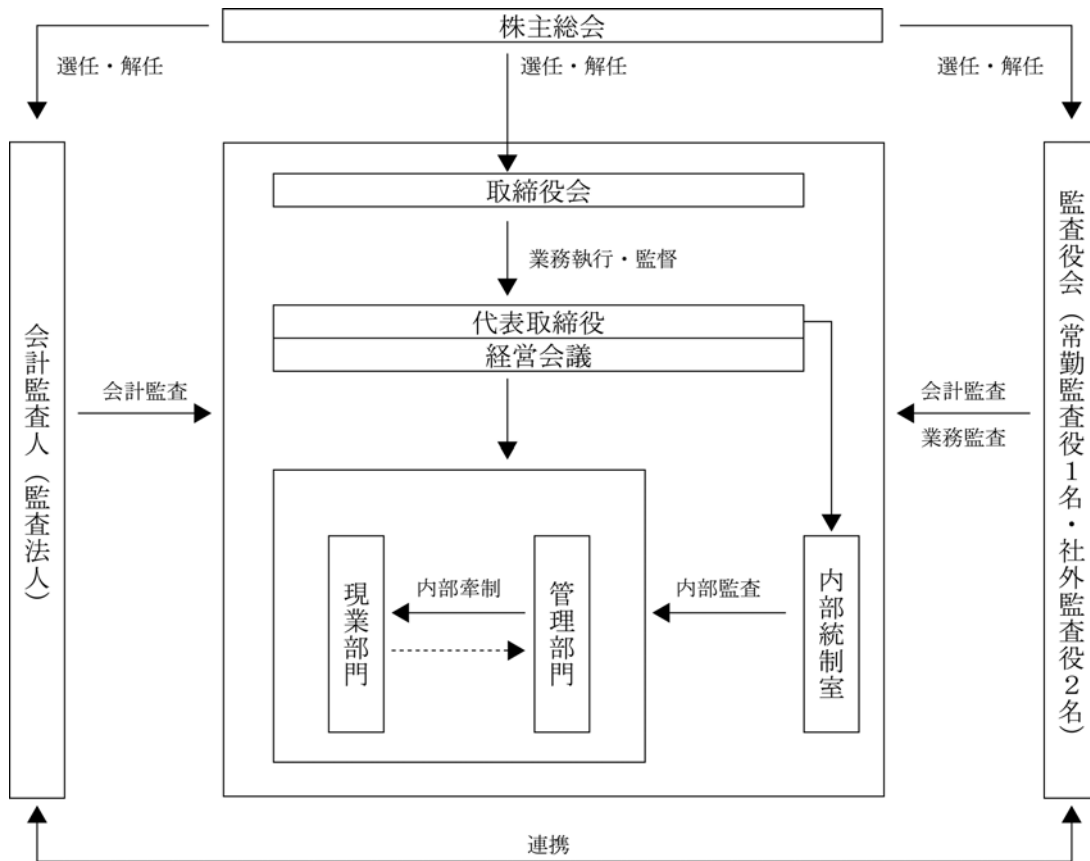 株主総会
選任・解任
選任・解任
選任・解任
取締役会
業務執行・監督
代表取締役
経営会議
会計監査人（監査法人）
会計監査
会計監査
業務監査
監査役会（常勤監査役１名・社外監査役２名）
現業部門
内部牽制
管理部門
内部監査
内部統制室
連携